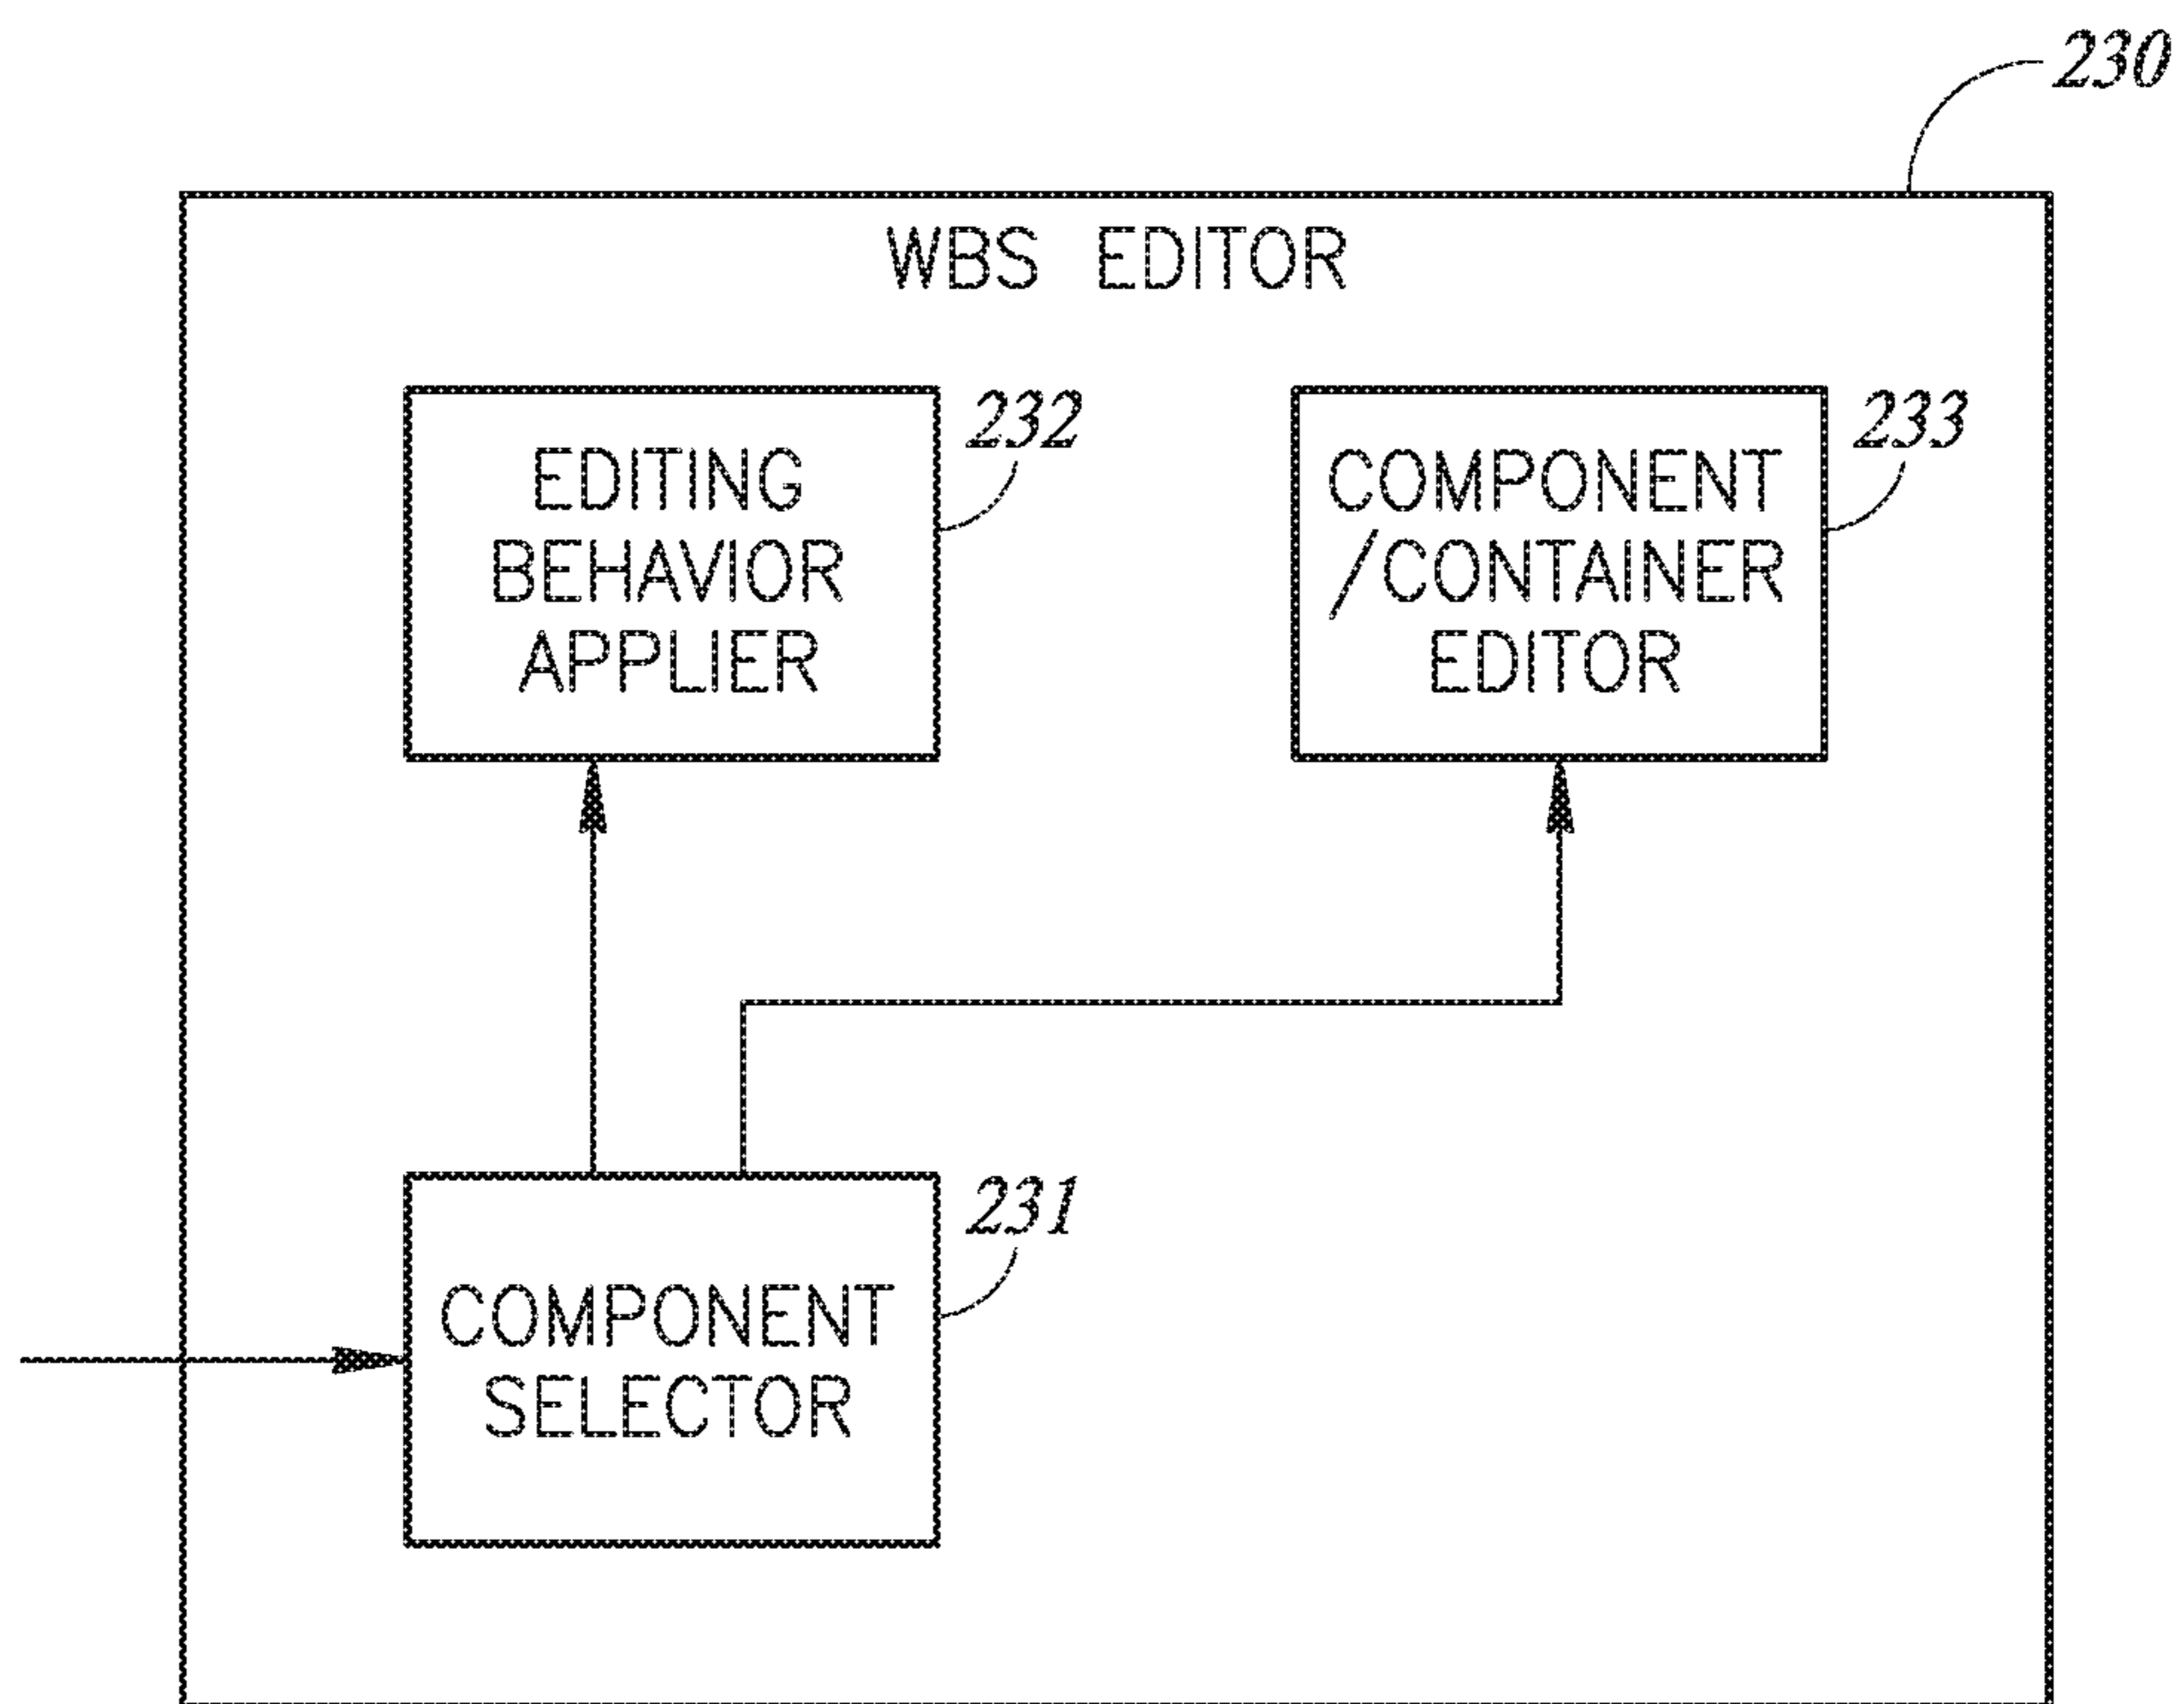 230
WBS EDITOR
EDITING
BEHAVIOR
APPLIER
232
COMPONENT
/CONTAINER
EDITOR
233
COMPONENT
SELECTOR
231